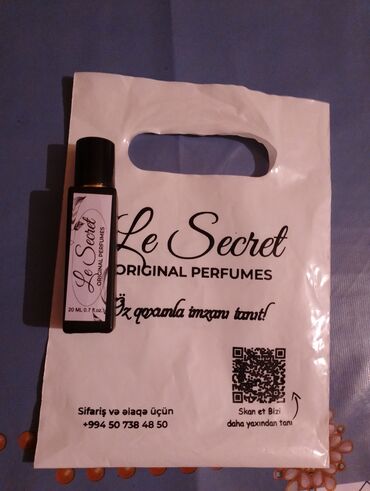 Le Secret
ORIGINAL PERFUMES
Öz qoxunla imzanı tanıt!
Sifariş və əlaqə üçün
+994 50 738 48 50
Skan et Bizi
daha yaxından tanı
Le Secret
ORIGINAL PERFUMES
20 ML 0.7 fl.oz.